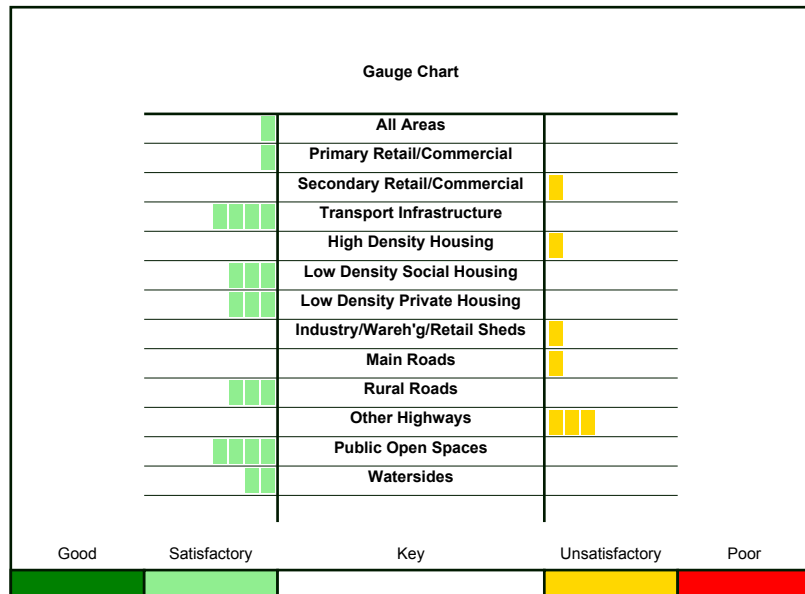 Gauge Chart
All Areas
Primary Retail/Commercial
Secondary Retail/Commercial
Transport Infrastructure
High Density Housing
Low Density Social Housing
Low Density Private Housing
Industry/Wareh'g/Retail Sheds
Main Roads
Rural Roads
Other Highways
Public Open Spaces
Watersides
Good Satisfactory Key Unsatisfactory Poor